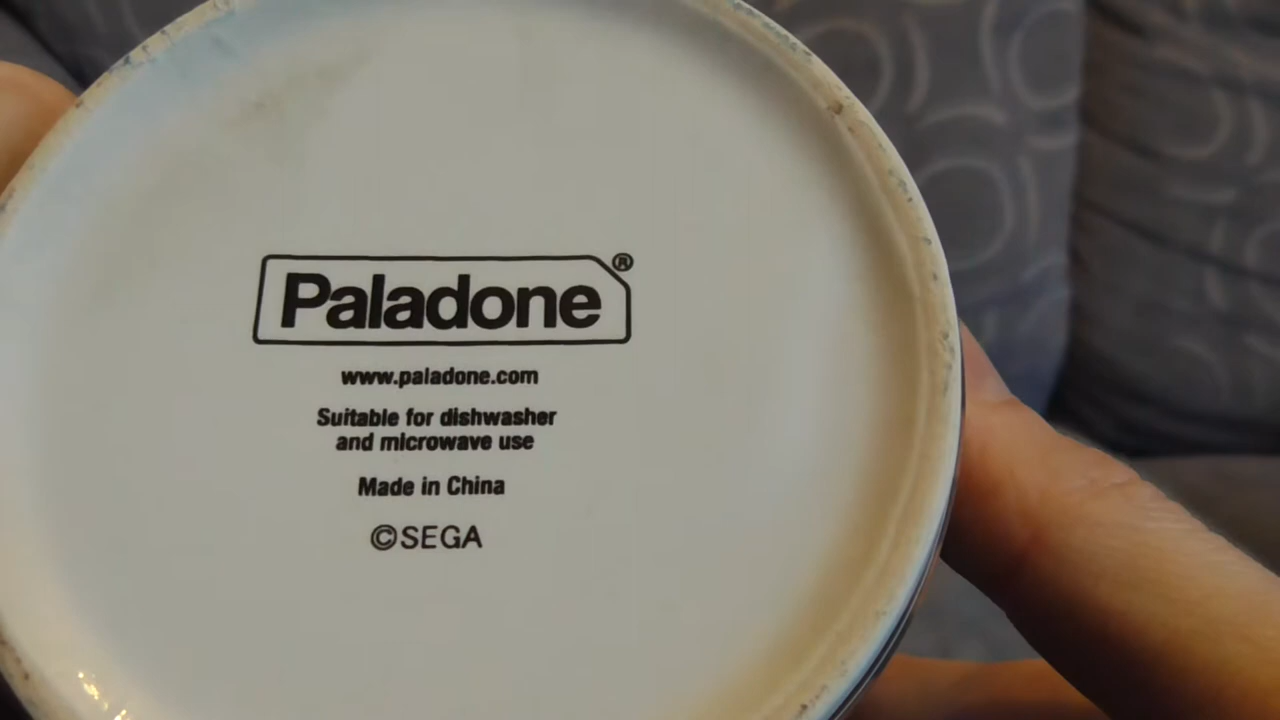 Paladone®
www.paladone.com
Suitable for dishwasher
and microwave use
Made in China
©SEGA